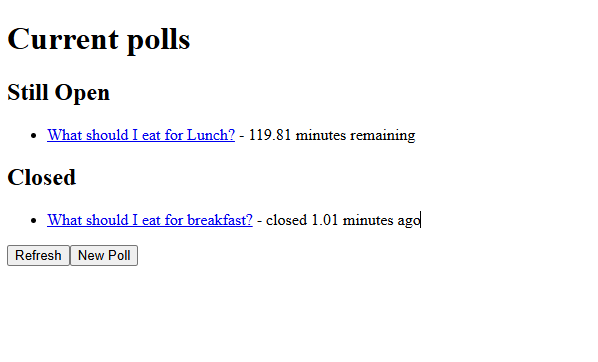 Current polls
Still Open
What should I eat for Lunch? - 119.81 minutes remaining
Closed
What should I eat for breakfast? - closed 1.01 minutes ago
Refresh New Poll